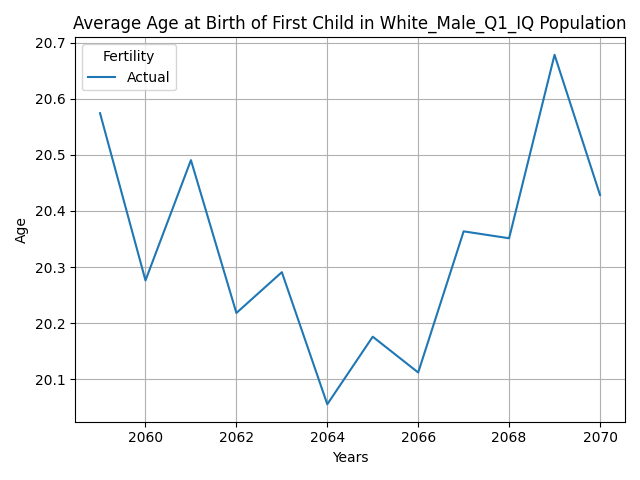 Average Age at Birth of First Child in White_Male_Q1_IQ Population
Fertility
Actual
20.7
20.6
20.5
20.4
20.3
20.2
20.1
Age
2060 2062 2064 2066 2068 2070
Years